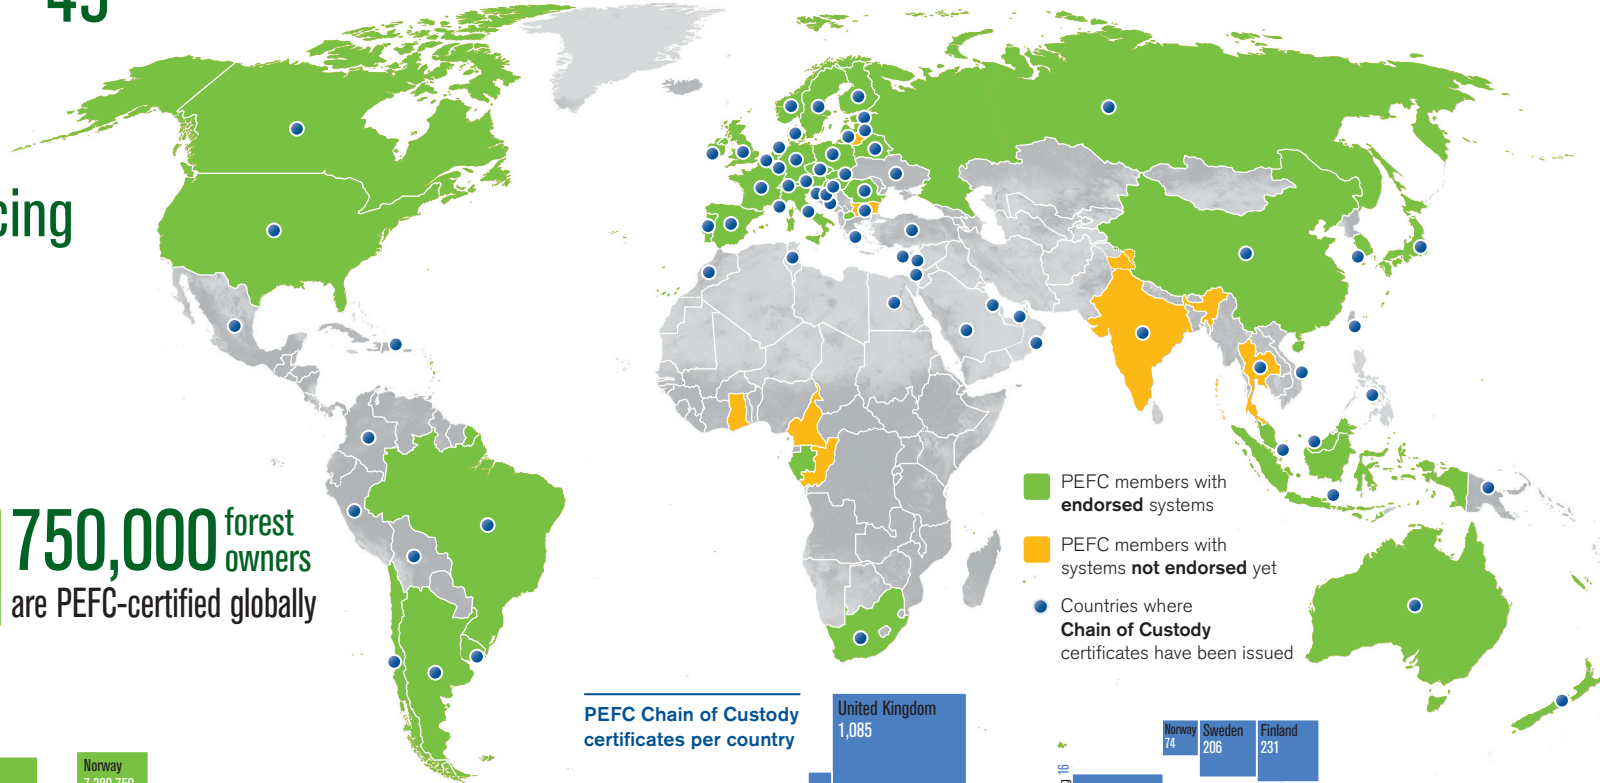 cing
750,000 forest owners
are PEFC-certified globally
PEFC members with
endorsed systems
PEFC members with
systems not endorsed yet
Countries where
Chain of Custody
certificates have been issued
PEFC Chain of Custody
certificates per country
United Kingdom
1,085
Norway
74
Sweden
206
Finland
231
16
Norway